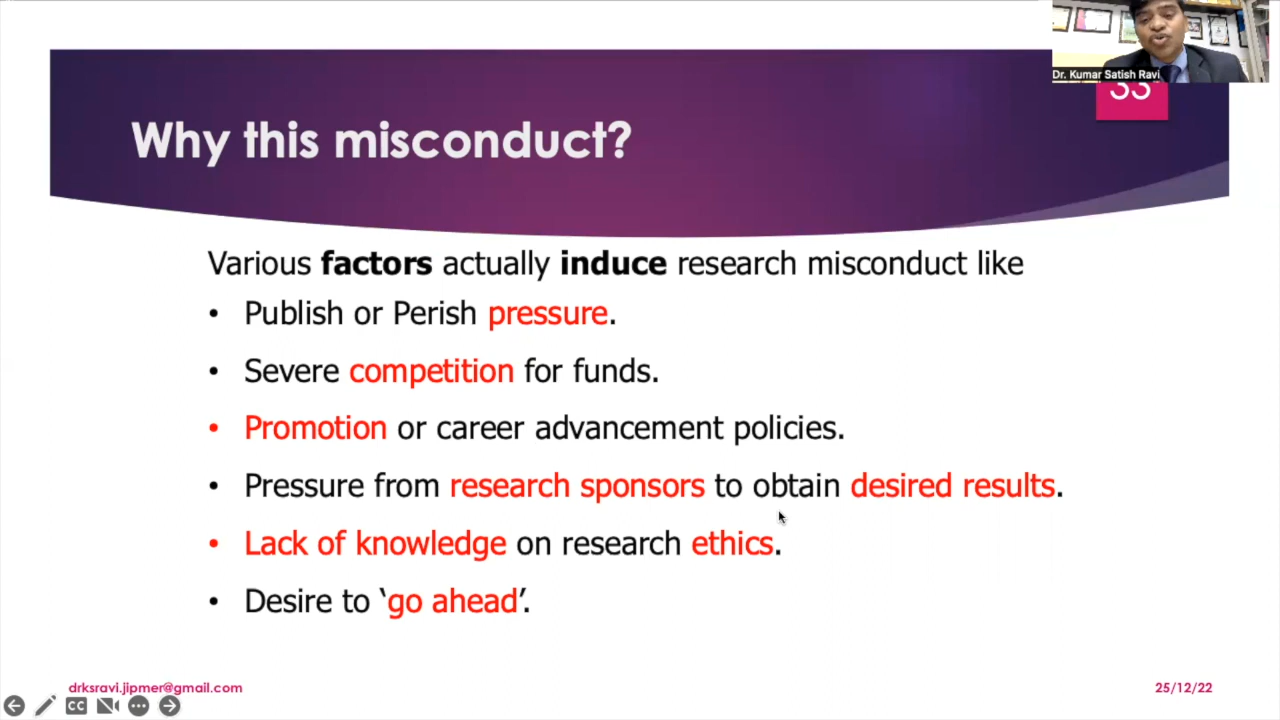 Dr. Kumar Satish Ravi
33
Why this misconduct?
Various factors actually induce research misconduct like
• Publish or Perish pressure.
• Severe competition for funds.
• Promotion or career advancement policies.
• Pressure from research sponsors to obtain desired results.
• Lack of knowledge on research ethics.
• Desire to ‘go ahead’.
drksravi.jipmer@gmail.com
25/12/22
CC